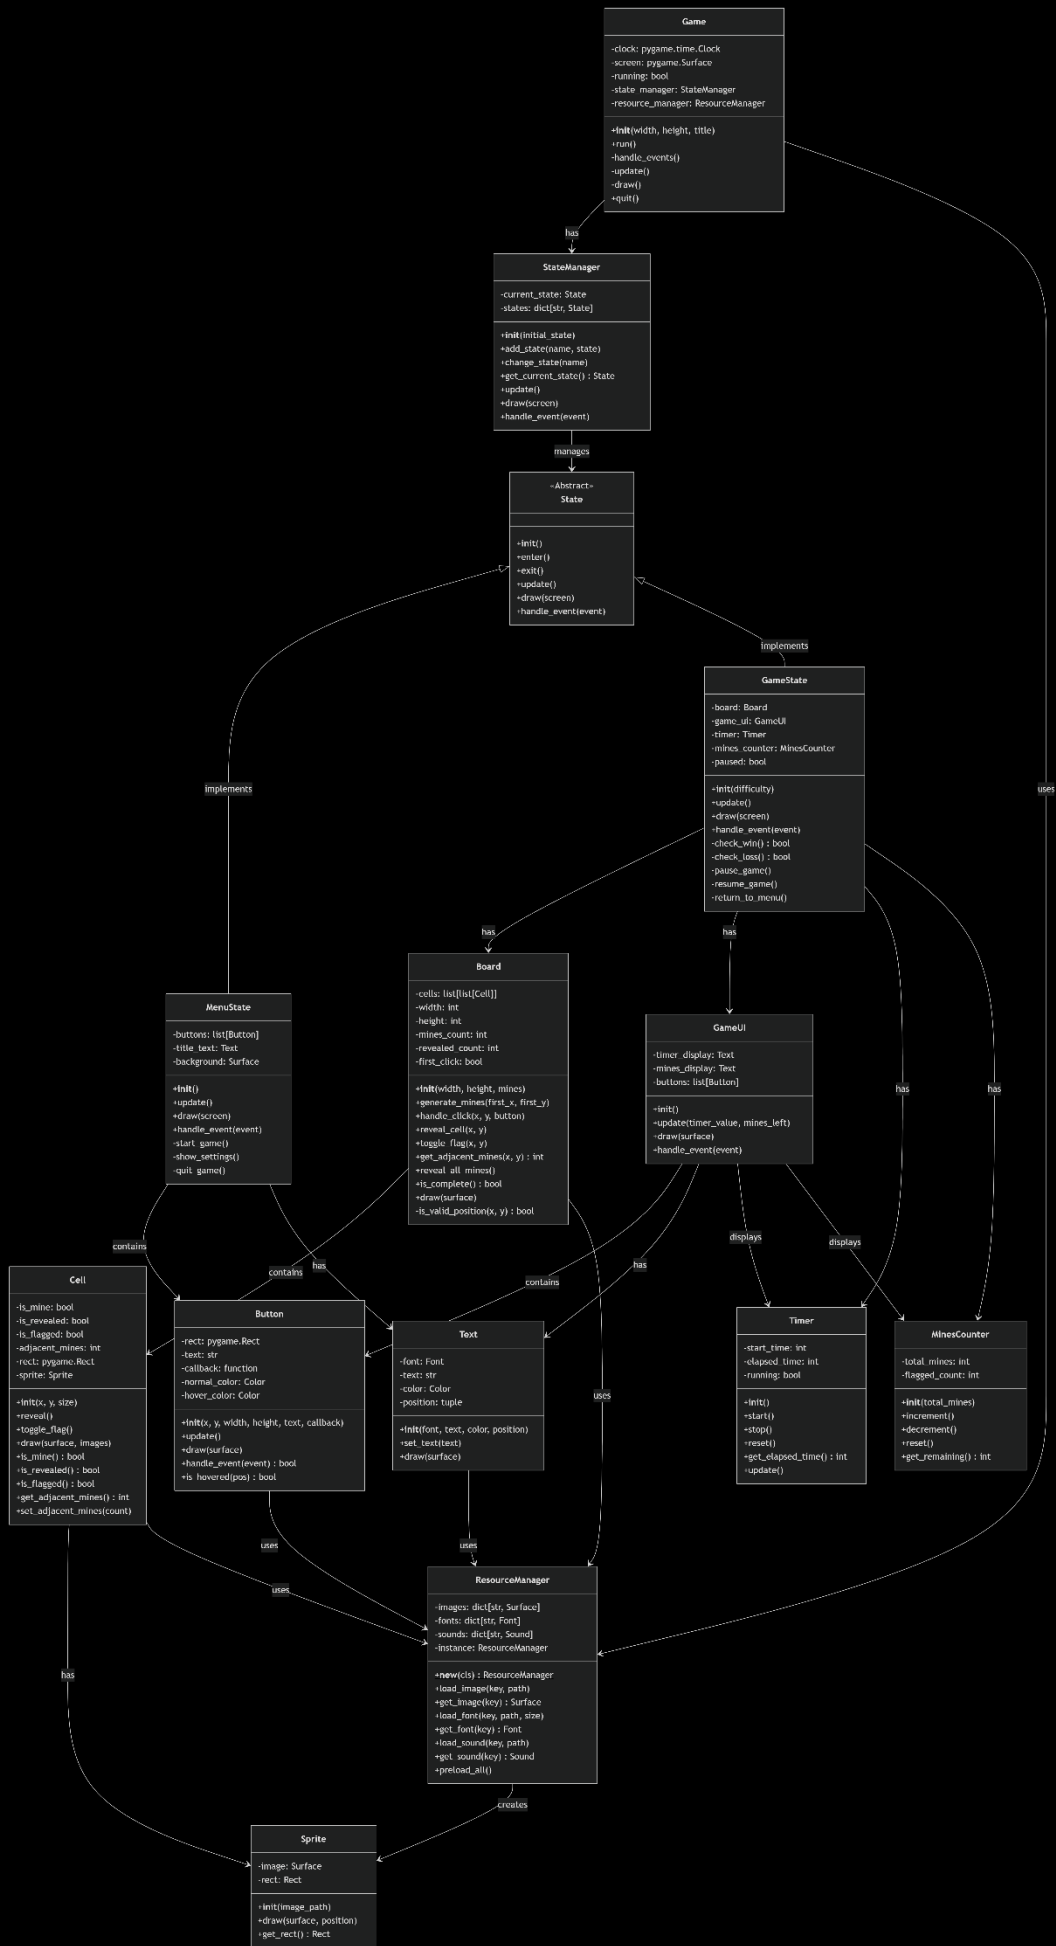 Game
-clock: pygame.time.Clock
-screen: pygame.Surface
-running: bool
-state_manager: StateManager
-resource_manager: ResourceManager
+init(width, height, title)
+run()
-handle_events()
-update()
-draw()
+quit()
has
StateManager
-current_state: State
-states: dict[str, State]
+init(initial_state)
+add_state(name, state)
+change_state(name)
+get_current_state() : State
+update()
+draw(screen)
+handle_event(event)
manages
«Abstract»
State
+init()
+enter()
+exit()
+update()
+draw(screen)
+handle_event(event)
implements
GameState
-board: Board
-game_ui: GameUI
-timer: Timer
-mines_counter: MinesCounter
-paused: bool
+init(difficulty)
+update()
+draw(screen)
+handle_event(event)
-check_win() : bool
-check_loss() : bool
-pause_game()
-resume_game()
-return_to_menu()
implements
uses
has
has
has
has
MenuState
-buttons: list[Button]
-title_text: Text
-background: Surface
+init()
+update()
+draw(screen)
+handle_event(event)
-start_game()
-show_settings()
-quit_game()
Board
-cells: list[list[Cell]]
-width: int
-height: int
-mines_count: int
-revealed_count: int
-first_click: bool
+init(width, height, mines)
+generate_mines(first_x, first_y)
+handle_click(x, y, button)
+reveal_cell(x, y)
+toggle_flag(x, y)
+get_adjacent_mines(x, y) : int
+reveal_all_mines()
+is_complete() : bool
+draw(surface)
-is_valid_position(x, y) : bool
GameUI
-timer_display: Text
-mines_display: Text
-buttons: list[Button]
+init()
+update(timer_value, mines_left)
+draw(surface)
+handle_event(event)
contains
has
contains
contains
has
displays
displays
Cell
-is_mine: bool
-is_revealed: bool
-is_flagged: bool
-adjacent_mines: int
-rect: pygame.Rect
-sprite: Sprite
+init(x, y, size)
+reveal()
+toggle_flag()
+draw(surface, images)
+is_mine() : bool
+is_revealed() : bool
+is_flagged() : bool
+get_adjacent_mines() : int
+set_adjacent_mines(count)
Button
-rect: pygame.Rect
-text: str
-callback: function
-normal_color: Color
-hover_color: Color
+init(x, y, width, height, text, callback)
+update()
+draw(surface)
+handle_event(event) : bool
+is_hovered(pos) : bool
Text
-font: Font
-text: str
-color: Color
-position: tuple
+init(font, text, color, position)
+set_text(text)
+draw(surface)
uses
Timer
-start_time: int
-elapsed_time: int
-running: bool
+init()
+start()
+stop()
+reset()
+get_elapsed_time() : int
+update()
MinesCounter
-total_mines: int
-flagged_count: int
+init(total_mines)
+increment()
+decrement()
+reset()
+get_remaining() : int
uses
uses
uses
ResourceManager
-images: dict[str, Surface]
-fonts: dict[str, Font]
-sounds: dict[str, Sound]
-instance: ResourceManager
+new(cls) : ResourceManager
+load_image(key, path)
+get_image(key) : Surface
+load_font(key, path, size)
+get_font(key) : Font
+load_sound(key, path)
+get_sound(key) : Sound
+preload_all()
has
creates
Sprite
-image: Surface
-rect: Rect
+init(image_path)
+draw(surface, position)
+get_rect() : Rect